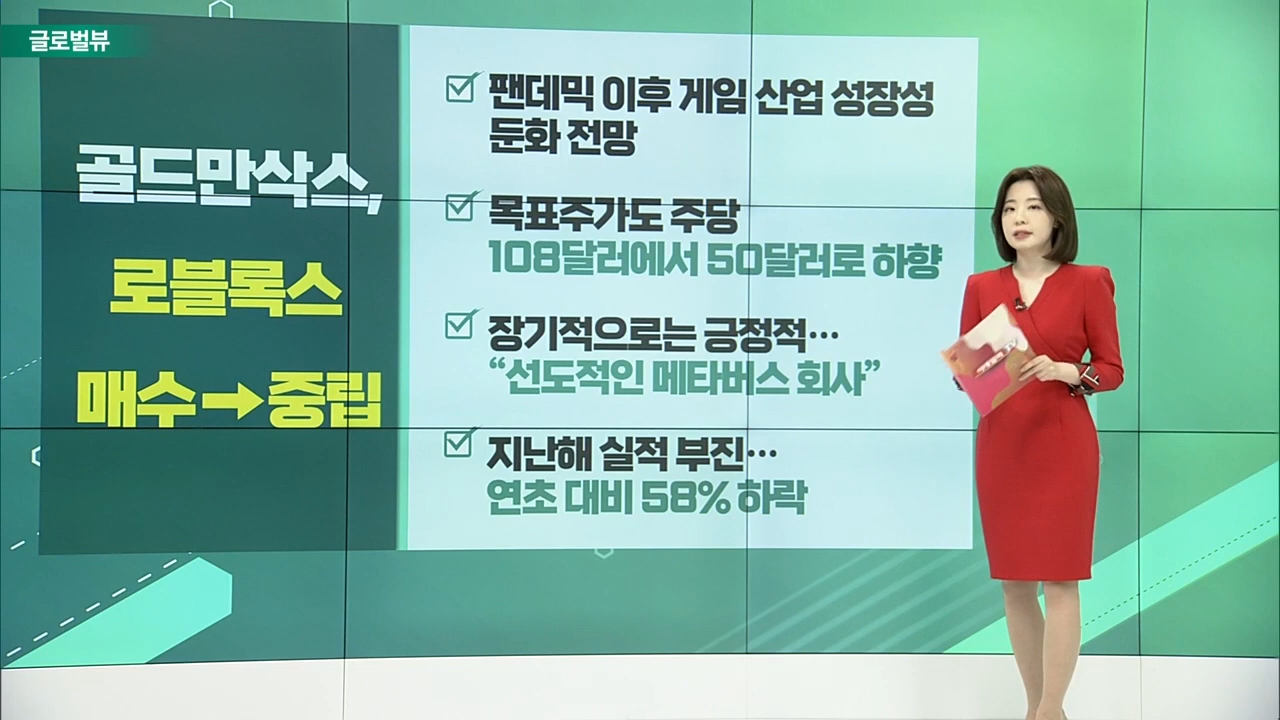 글로벌뷰
골드만삭스,
로블록스
매수→중립
팬데믹 이후 게임 산업 성장성
둔화 전망
목표주가도 주당
108달러에서 50달러로 하향
장기적으로는 긍정적…
“선도적인 메타버스 회사”
지난해 실적 부진…
연초 대비 58% 하락